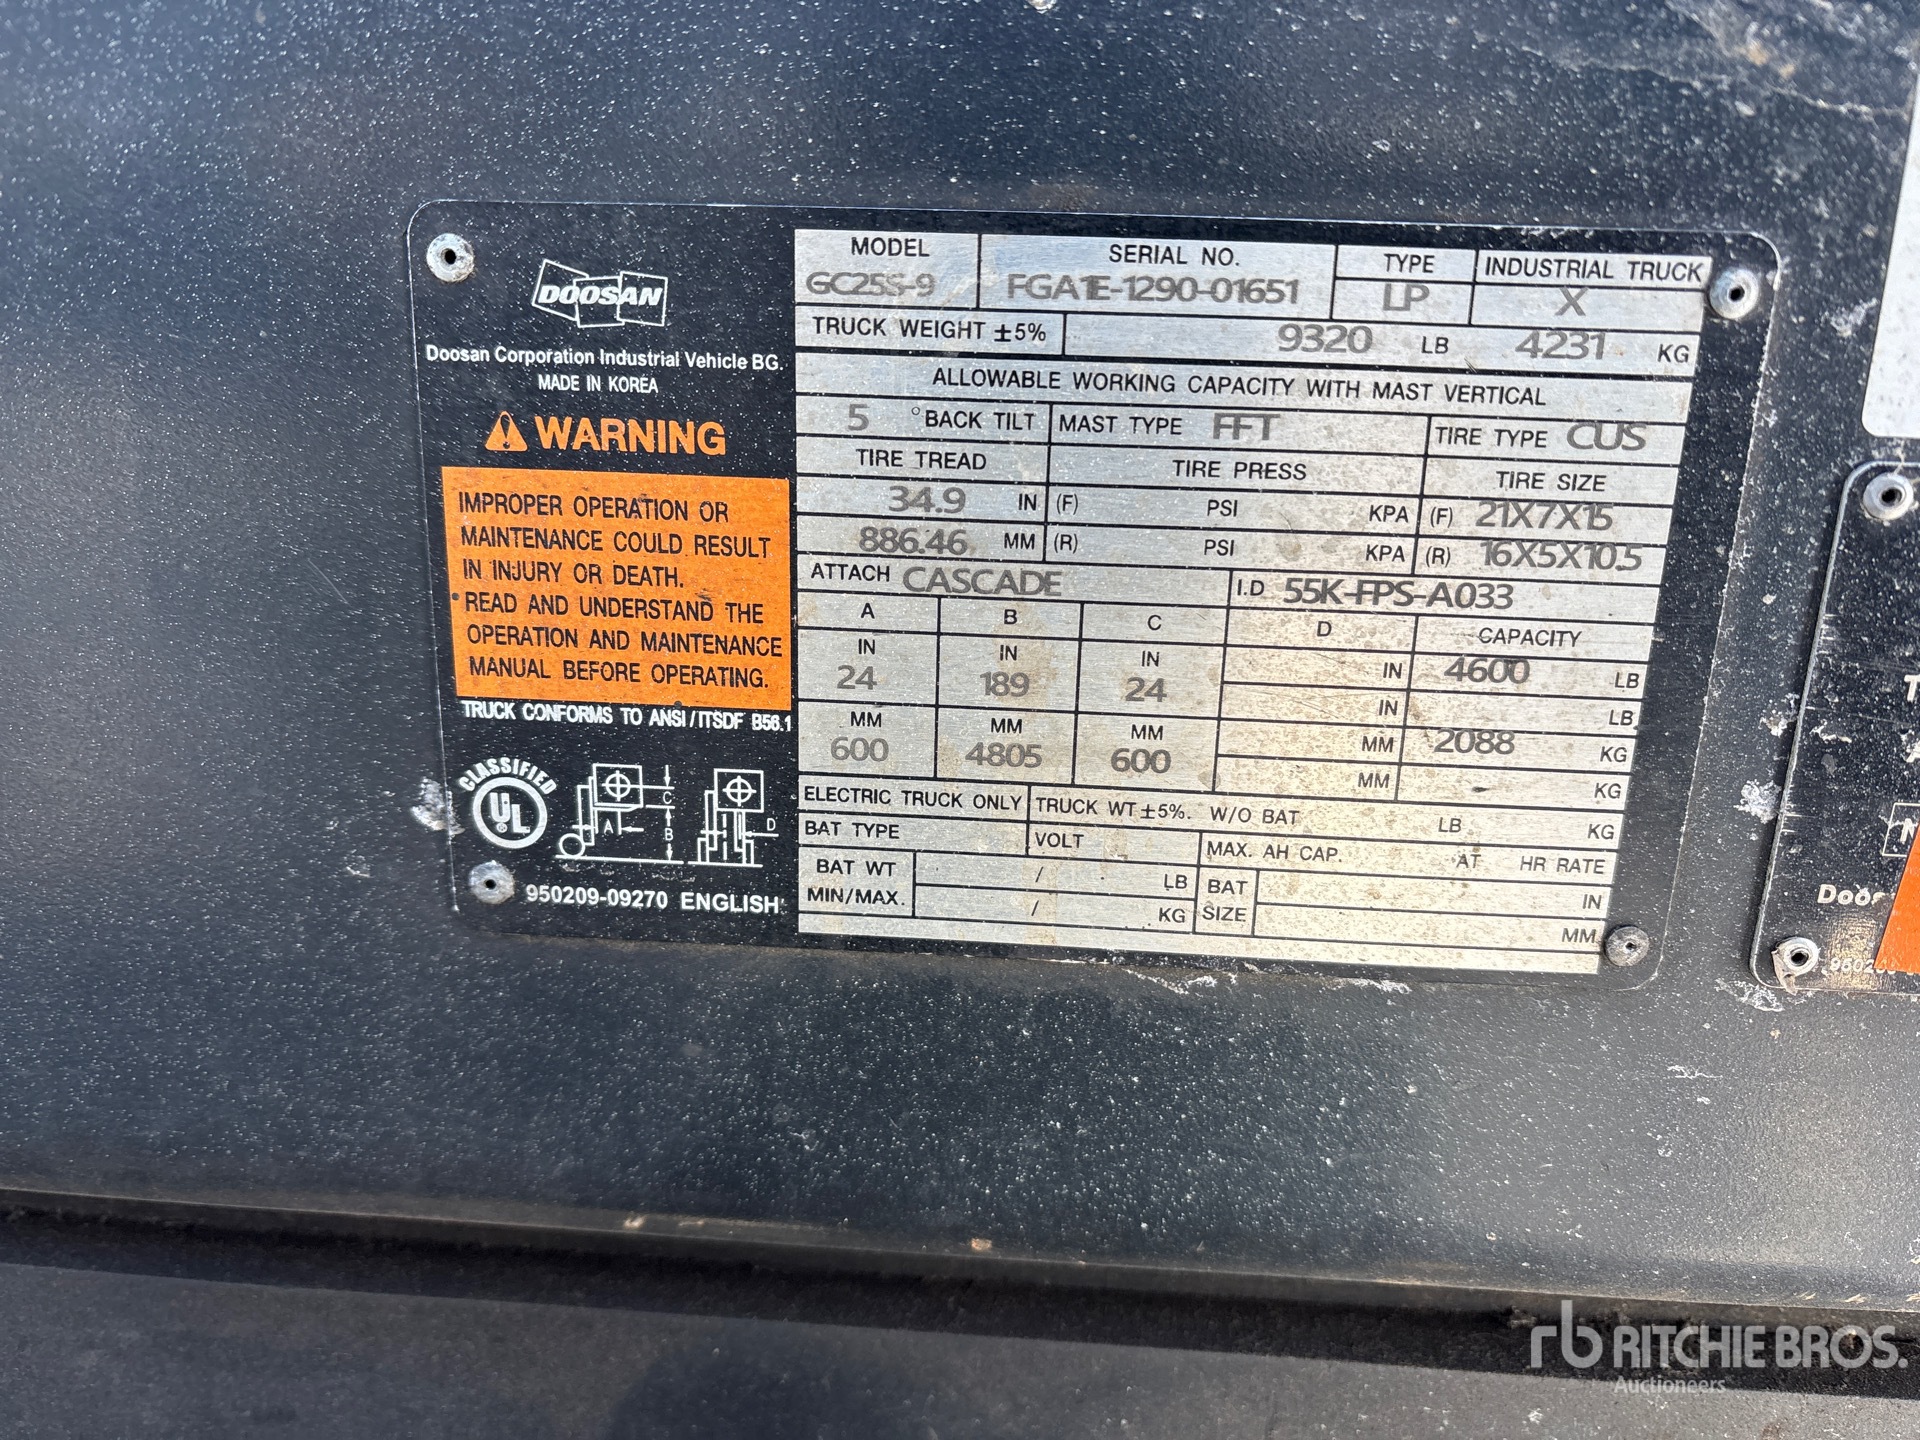 DOOSAN
Doosan Corporation Industrial Vehicle BG.
MADE IN KOREA
WARNING
IMPROPER OPERATION OR
MAINTENANCE COULD RESULT
IN INJURY OR DEATH.
READ AND UNDERSTAND THE
OPERATION AND MAINTENANCE
MANUAL BEFORE OPERATING.
TRUCK CONFORMS TO ANSI/ITSDF B56.1
CLASSIFIED
UL
A B C D
950209-09270 ENGLISH
MODEL SERIAL NO. TYPE INDUSTRIAL TRUCK
GC25S-9 FGA1E-1290-01651 LP X
TRUCK WEIGHT ±5% 9320 LB 4231 KG
ALLOWABLE WORKING CAPACITY WITH MAST VERTICAL
5 °BACK TILT MAST TYPE FFT TIRE TYPE CUS
TIRE TREAD TIRE PRESS TIRE SIZE
34.9 IN (F) PSI KPA (F) 21X7X15
886.46 MM (R) PSI KPA (R) 16X5X10.5
ATTACH CASCADE I.D 55K-FPS-A033
A B C D CAPACITY
IN IN IN IN 4600 LB
24 189 24 IN LB
MM MM MM MM 2088 KG
600 4805 600 MM KG
ELECTRIC TRUCK ONLY TRUCK WT ±5%. W/O BAT LB KG
BAT TYPE VOLT MAX. AH CAP. AT HR RATE
BAT WT / LB BAT IN
MIN/MAX. / KG SIZE MM
Doos
rb RITCHIE BROS.
Auctioneers